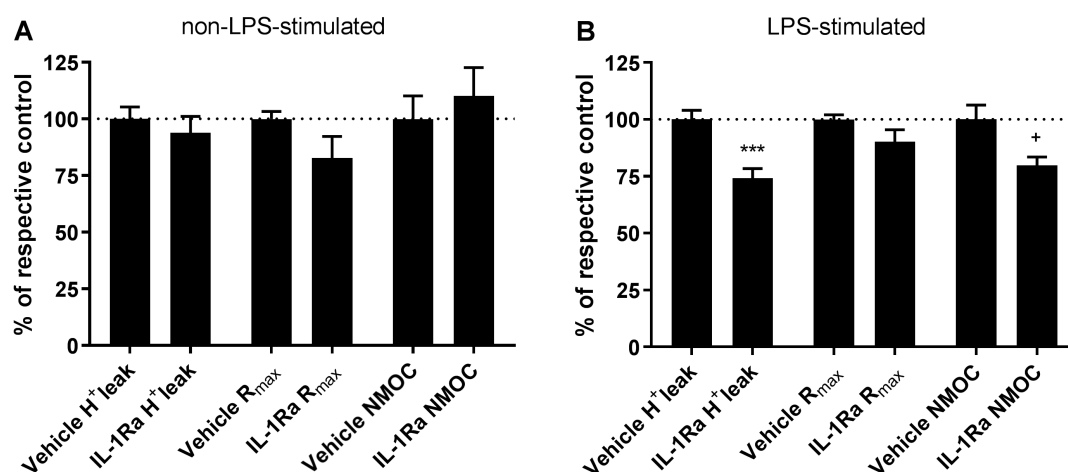 A
non-LPS-stimulated
% of respective control
125
100
75
50
25
0
Vehicle H+leak
IL-1Ra H+leak
Vehicle Rmax
IL-1Ra Rmax
Vehicle NMOC
IL-1Ra NMOC
B
LPS-stimulated
% of respective control
125
100
75
50
25
0
***
+
Vehicle H+leak
IL-1Ra H+leak
Vehicle Rmax
IL-1Ra Rmax
Vehicle NMOC
IL-1Ra NMOC